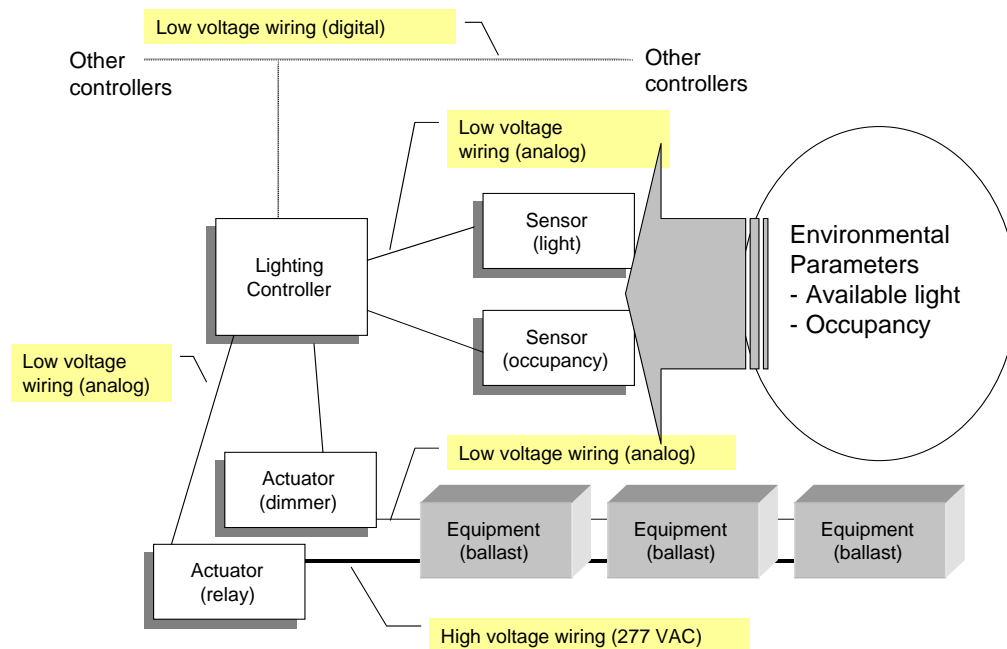 Low voltage wiring (digital)
Other
controllers
Other
controllers
Low voltage
wiring (analog)
Sensor
(light)
Environmental
Parameters
- Available light
- Occupancy
Lighting
Controller
Sensor
(occupancy)
Low voltage
wiring (analog)
Low voltage wiring (analog)
Actuator
(dimmer)
Equipment
(ballast)
Equipment
(ballast)
Equipment
(ballast)
Actuator
(relay)
High voltage wiring (277 VAC)